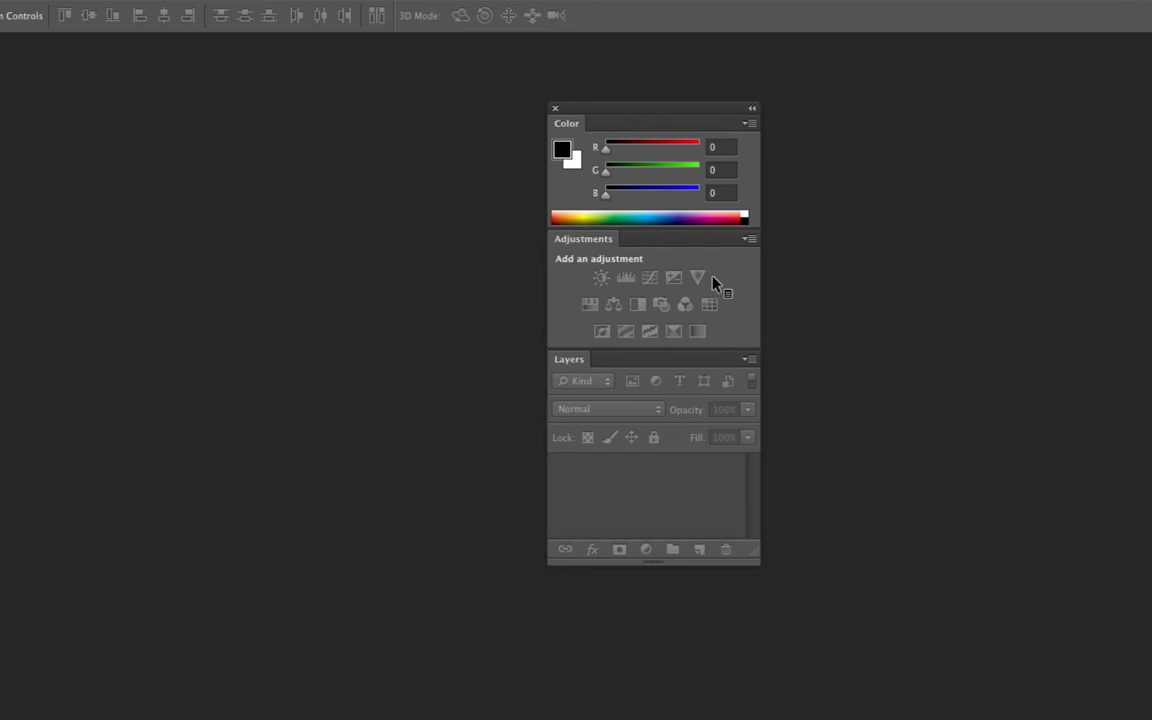 n Controls
3D Mode:
Color
R 0
G 0
B 0
Adjustments
Add an adjustment
Layers
Kind T
Normal Opacity: 100%
Lock: Fill: 100%
fx